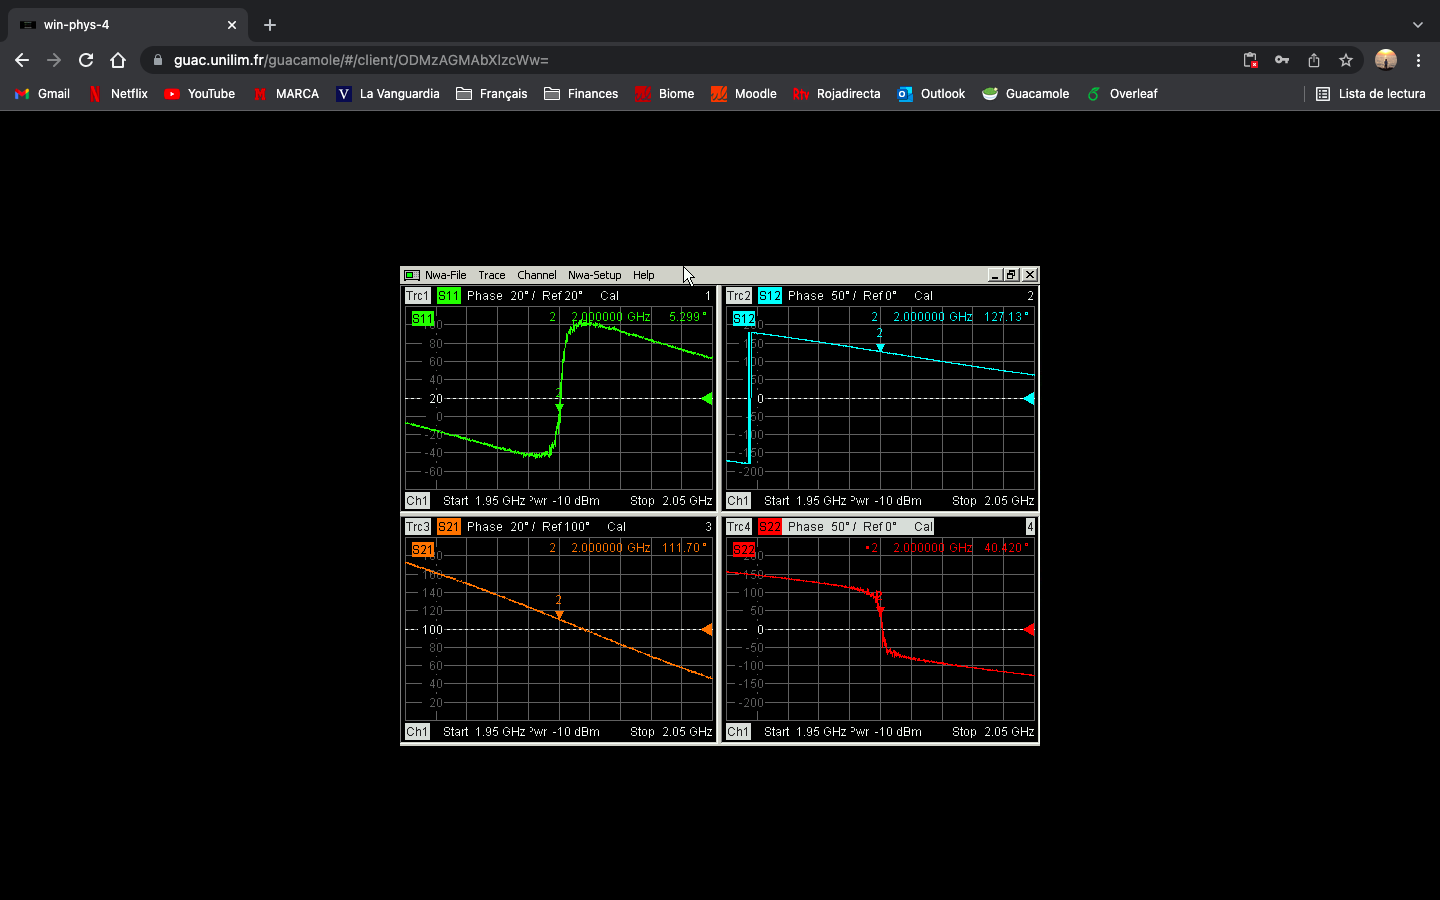 win-phys-4
guac.unilim.fr/guacamole/#/client/ODMzAGMAbXlzcWw=
Gmail Netflix YouTube MARCA La Vanguardia Français Finances Biome Moodle Rojadirecta Outlook Guacamole Overleaf Lista de lectura
Nwa-File Trace Channel Nwa-Setup Help
Trc1 S11 Phase 20°/ Ref 20° Cal 1
S11 2 2.000000 GHz 5.299°
80
60
40
2
20
0
-20
-40
-60
Ch1 Start 1.95 GHz Pwr -10 dBm Stop 2.05 GHz
Trc2 S12 Phase 50°/ Ref 0° Cal 2
S12 2 2.000000 GHz 127.13°
2
150
100
50
0
-50
-100
-150
-200
Ch1 Start 1.95 GHz Pwr -10 dBm Stop 2.05 GHz
Trc3 S21 Phase 20°/ Ref 100° Cal 3
S21 2 2.000000 GHz 111.70°
160
140
2
120
100
80
60
40
20
Ch1 Start 1.95 GHz Pwr -10 dBm Stop 2.05 GHz
Trc4 S22 Phase 50°/ Ref 0° Cal 4
S22 •2 2.000000 GHz 40.420°
150
100
50
0
-50
-100
-150
-200
Ch1 Start 1.95 GHz Pwr -10 dBm Stop 2.05 GHz